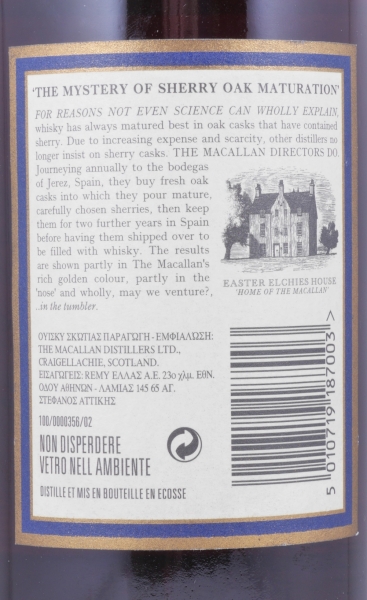 'THE MYSTERY OF SHERRY OAK MATURATION'
FOR REASONS NOT EVEN SCIENCE CAN WHOLLY EXPLAIN,
whisky has always matured best in oak casks that have contained
sherry. Due to increasing expense and scarcity, other distillers no
longer insist on sherry casks. THE MACALLAN DIRECTORS DO.
Journeying annually to the bodegas
of Jerez, Spain, they buy fresh oak
casks into which they pour mature,
carefully chosen sherries, then keep
them for two further years in Spain
before having them shipped over to
be filled with whisky. The results
are shown partly in The Macallan's
rich golden colour, partly in the
'nose' and wholly, may we venture?,
...in the tumbler.
EASTER ELCHIES HOUSE
'HOME OF THE MACALLAN'
ΟΥΙΣΚΥ ΣΚΩΤΙΑΣ ΠΑΡΑΓΩΓΗ - ΕΜΦΙΑΛΩΣΗ:
THE MACALLAN DISTILLERS LTD.,
CRAIGELLACHIE, SCOTLAND.
ΕΙΣΑΓΩΓΕΙΣ: REMY ΕΛΛΑΣ Α.Ε. 23ο χλμ. ΕΘΝ.
ΟΔΟΥ ΑΘΗΝΩΝ - ΛΑΜΙΑΣ 145 65 ΑΓ.
ΣΤΕΦΑΝΟΣ ΑΤΤΙΚΗΣ
100/0000356/02
NON DISPERDERE
VETRO NELL AMBIENTE
DISTILLE ET MIS EN BOUTEILLE EN ECOSSE
5 010719 187003 >